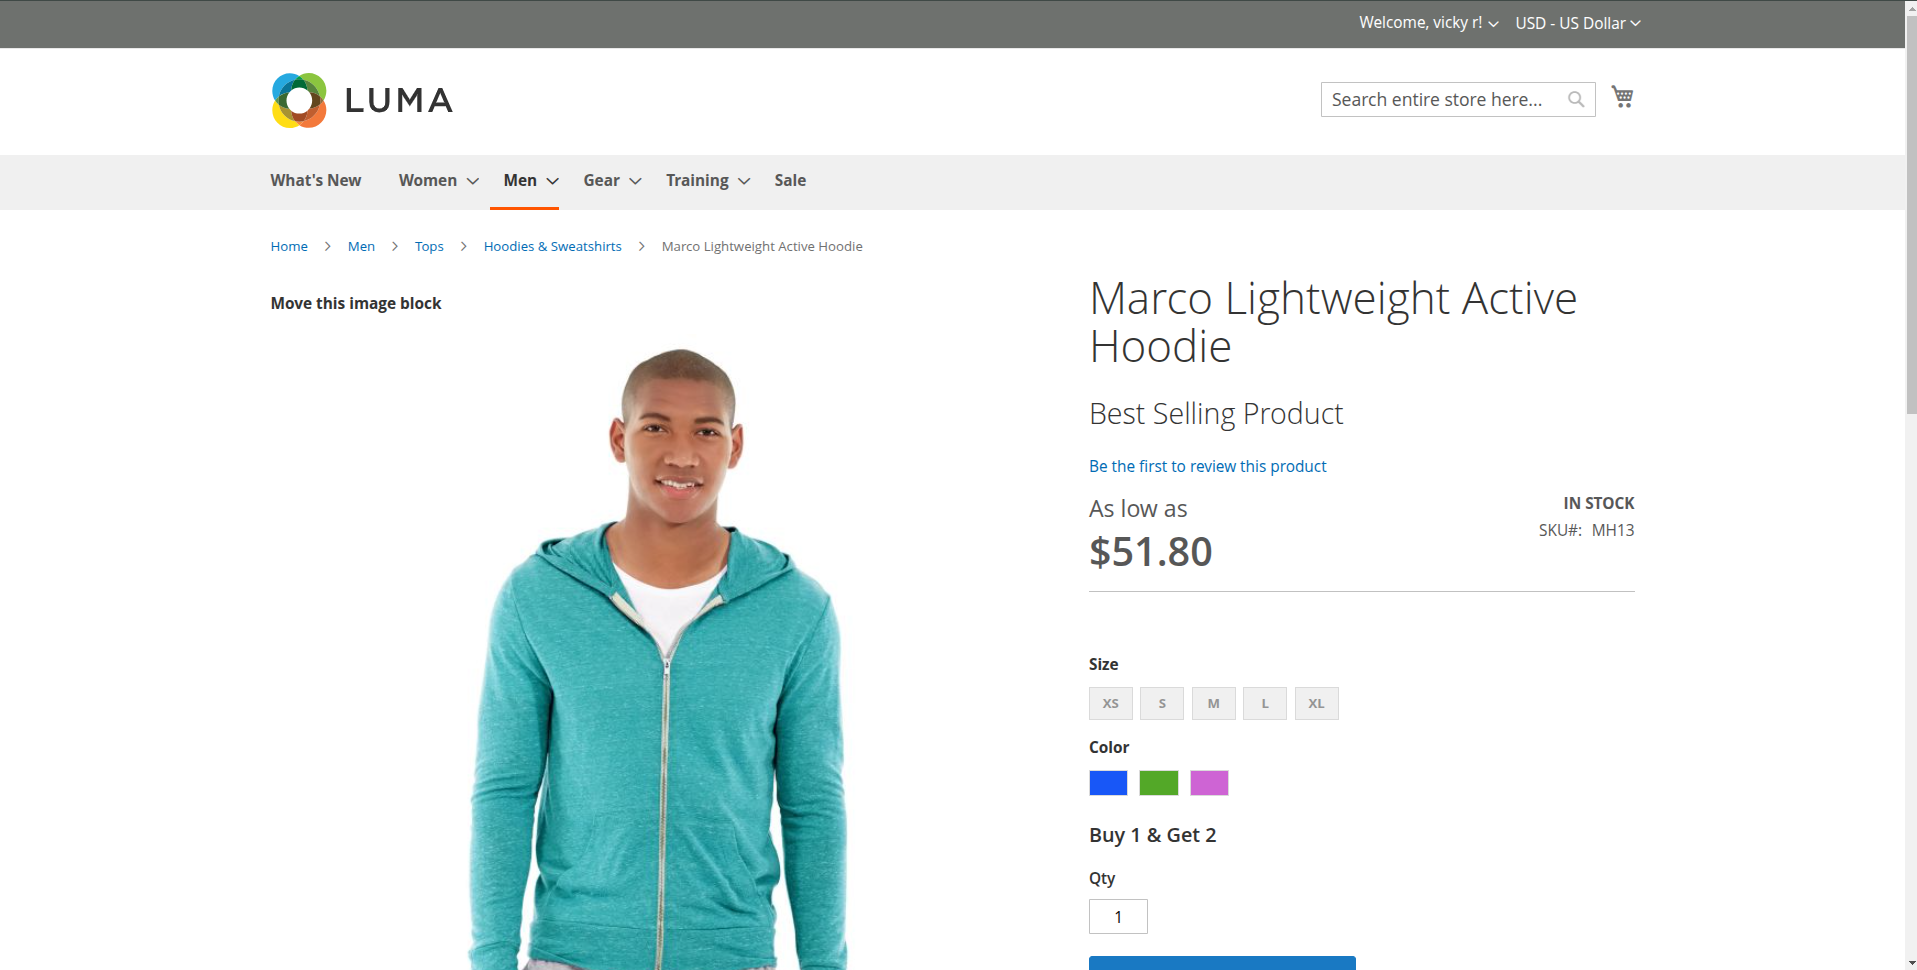 Welcome, vicky r!
USD - US Dollar
LUMA
Search entire store here...
What's New
Women
Men
Gear
Training
Sale
Home > Men > Tops > Hoodies & Sweatshirts > Marco Lightweight Active Hoodie
Move this image block
Marco Lightweight Active
Hoodie
Best Selling Product
Be the first to review this product
As low as
$51.80
IN STOCK
SKU#: MH13
Size
XS S M L XL
Color
Buy 1 & Get 2
Qty
1